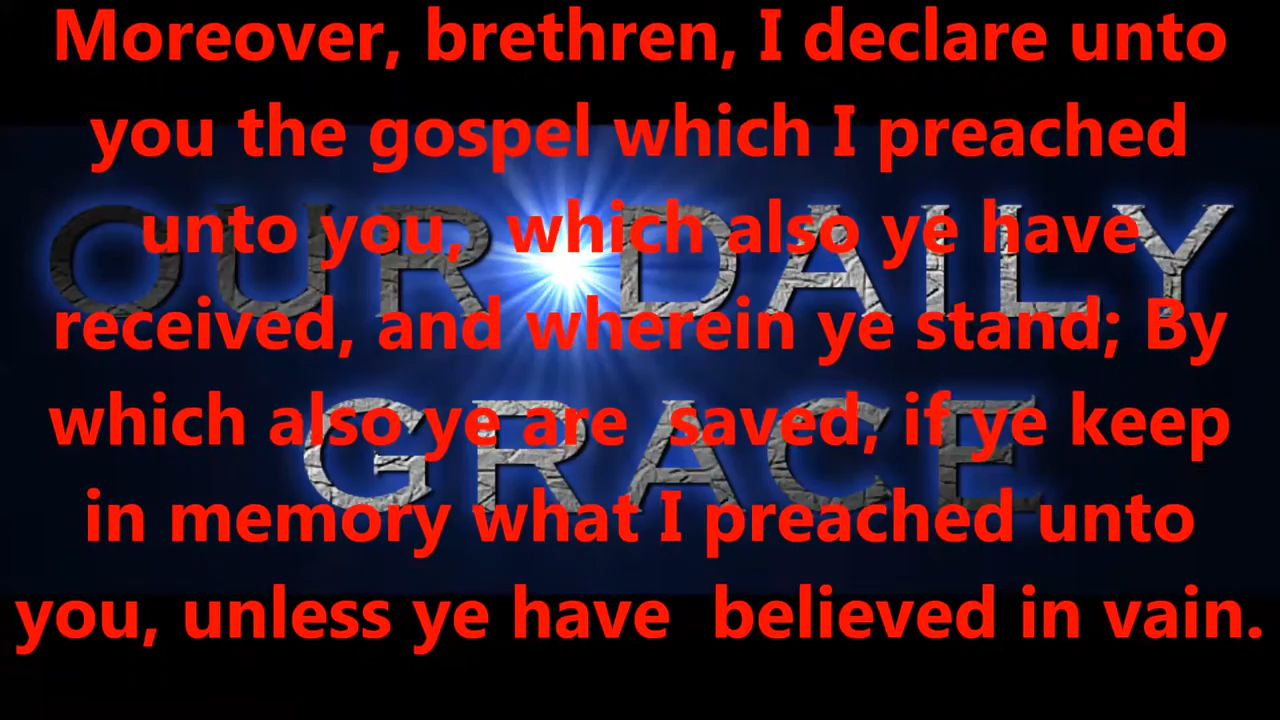 Moreover, brethren, I declare unto
you the gospel which I preached
unto you,  which also ye have
received, and wherein ye stand; By
which also ye are  saved, if ye keep
in memory what I preached unto
you, unless ye have  believed in vain.
OUR DAILY
GRACE